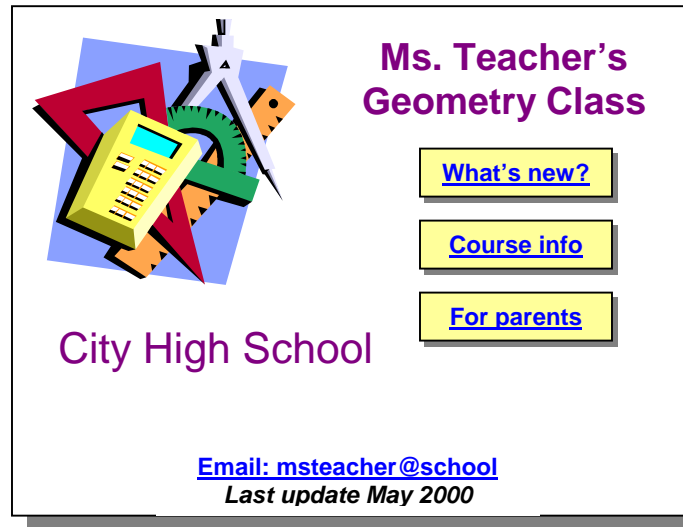 Ms. Teacher’s
Geometry Class
What’s new?
Course info
For parents
City High School
Email: msteacher@school
Last update May 2000